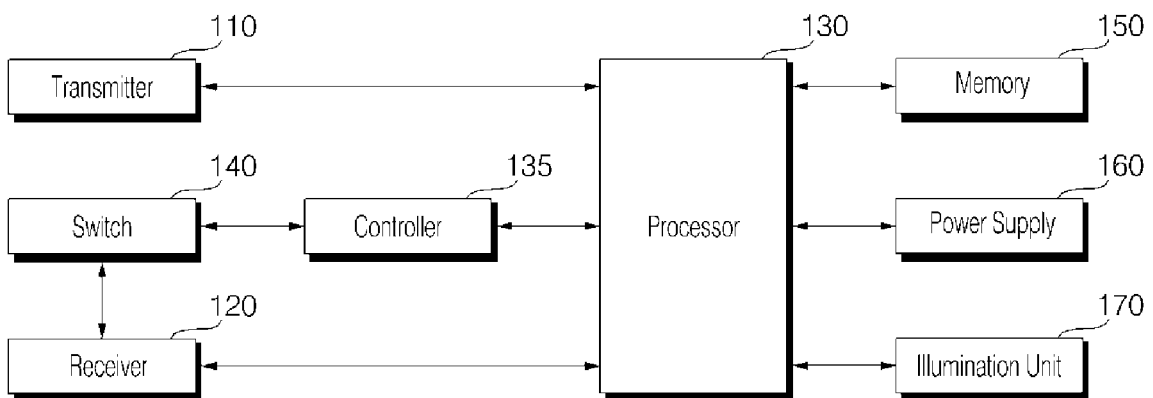 110
130
150
Transmitter
Memory
140
135
160
Switch
Controller
Processor
Power Supply
120
170
Receiver
Illumination Unit